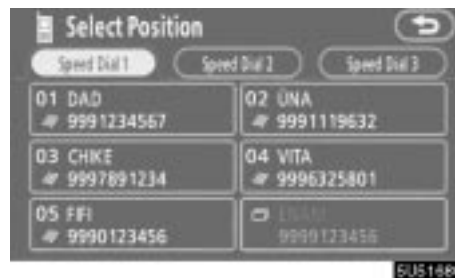 Select Position
Speed Dial 1 Speed Dial 2 Speed Dial 3
01 DAD 02 UNA
9991234567 9991119632
03 CHIKE 04 VITA
9997891234 9996325801
05 FIFI
9990123456 9999123456
5U5168